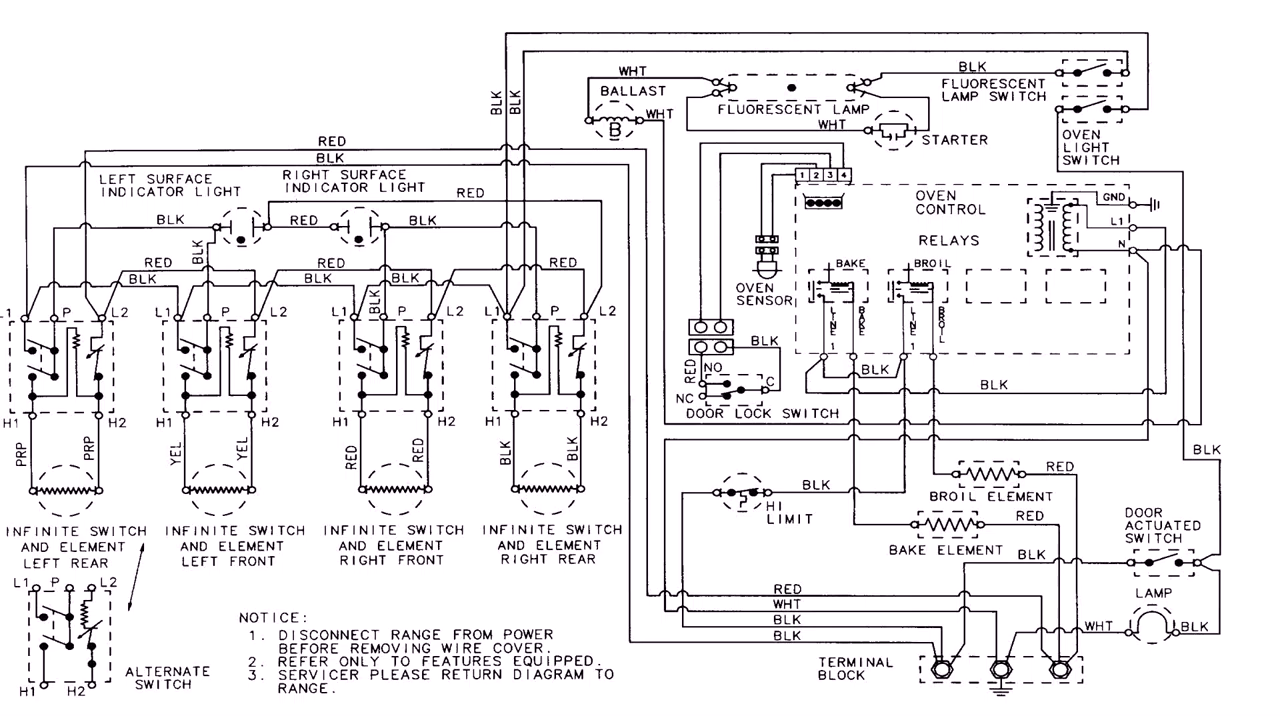 WHT
BALLAST
B
WHT
FLUORESCENT LAMP
WHT
STARTER
BLK
FLUORESCENT
LAMP SWITCH
OVEN
LIGHT
SWITCH
BLK
BLK
RED
BLK
LEFT SURFACE
INDICATOR LIGHT
RIGHT SURFACE
INDICATOR LIGHT
RED
BLK
RED
BLK
BLK
RED
BLK
RED
BLK
BLK
BLK
RED
1 2 3 4
OVEN
CONTROL
RELAYS
GND
L1
N
BAKE
BROIL
OVEN
SENSOR
LINE 1
BAKE
LINE 1
BROIL
BLK
BLK
BLK
RED
NO
NC
C
DOOR LOCK SWITCH
L1 P L2
L1 P L2
L1 P L2
L1 P L2
H1 H2
H1 H2
H1 H2
H1 H2
PRP PRP
YEL YEL
RED RED
BLK BLK
INFINITE SWITCH
AND ELEMENT
LEFT REAR
INFINITE SWITCH
AND ELEMENT
LEFT FRONT
INFINITE SWITCH
AND ELEMENT
RIGHT FRONT
INFINITE SWITCH
AND ELEMENT
RIGHT REAR
HI
LIMIT
BLK
BROIL ELEMENT
RED
BAKE ELEMENT
RED
BLK
DOOR
ACTUATED
SWITCH
BLK
LAMP
WHT
BLK
RED
WHT
BLK
BLK
TERMINAL
BLOCK
L1 P L2
H1 H2
ALTERNATE
SWITCH
NOTICE:
1. DISCONNECT RANGE FROM POWER
BEFORE REMOVING WIRE COVER.
2. REFER ONLY TO FEATURES EQUIPPED.
3. SERVICER PLEASE RETURN DIAGRAM TO
RANGE.